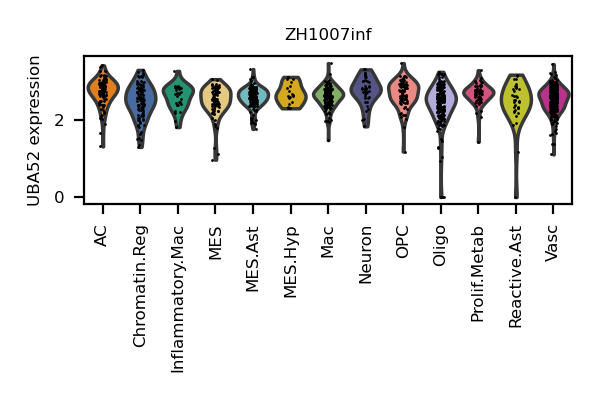 ZH1007inf
UBA52 expression
2
0
AC
Chromatin.Reg
Inflammatory.Mac
MES
MES.Ast
MES.Hyp
Mac
Neuron
OPC
Oligo
Prolif.Metab
Reactive.Ast
Vasc